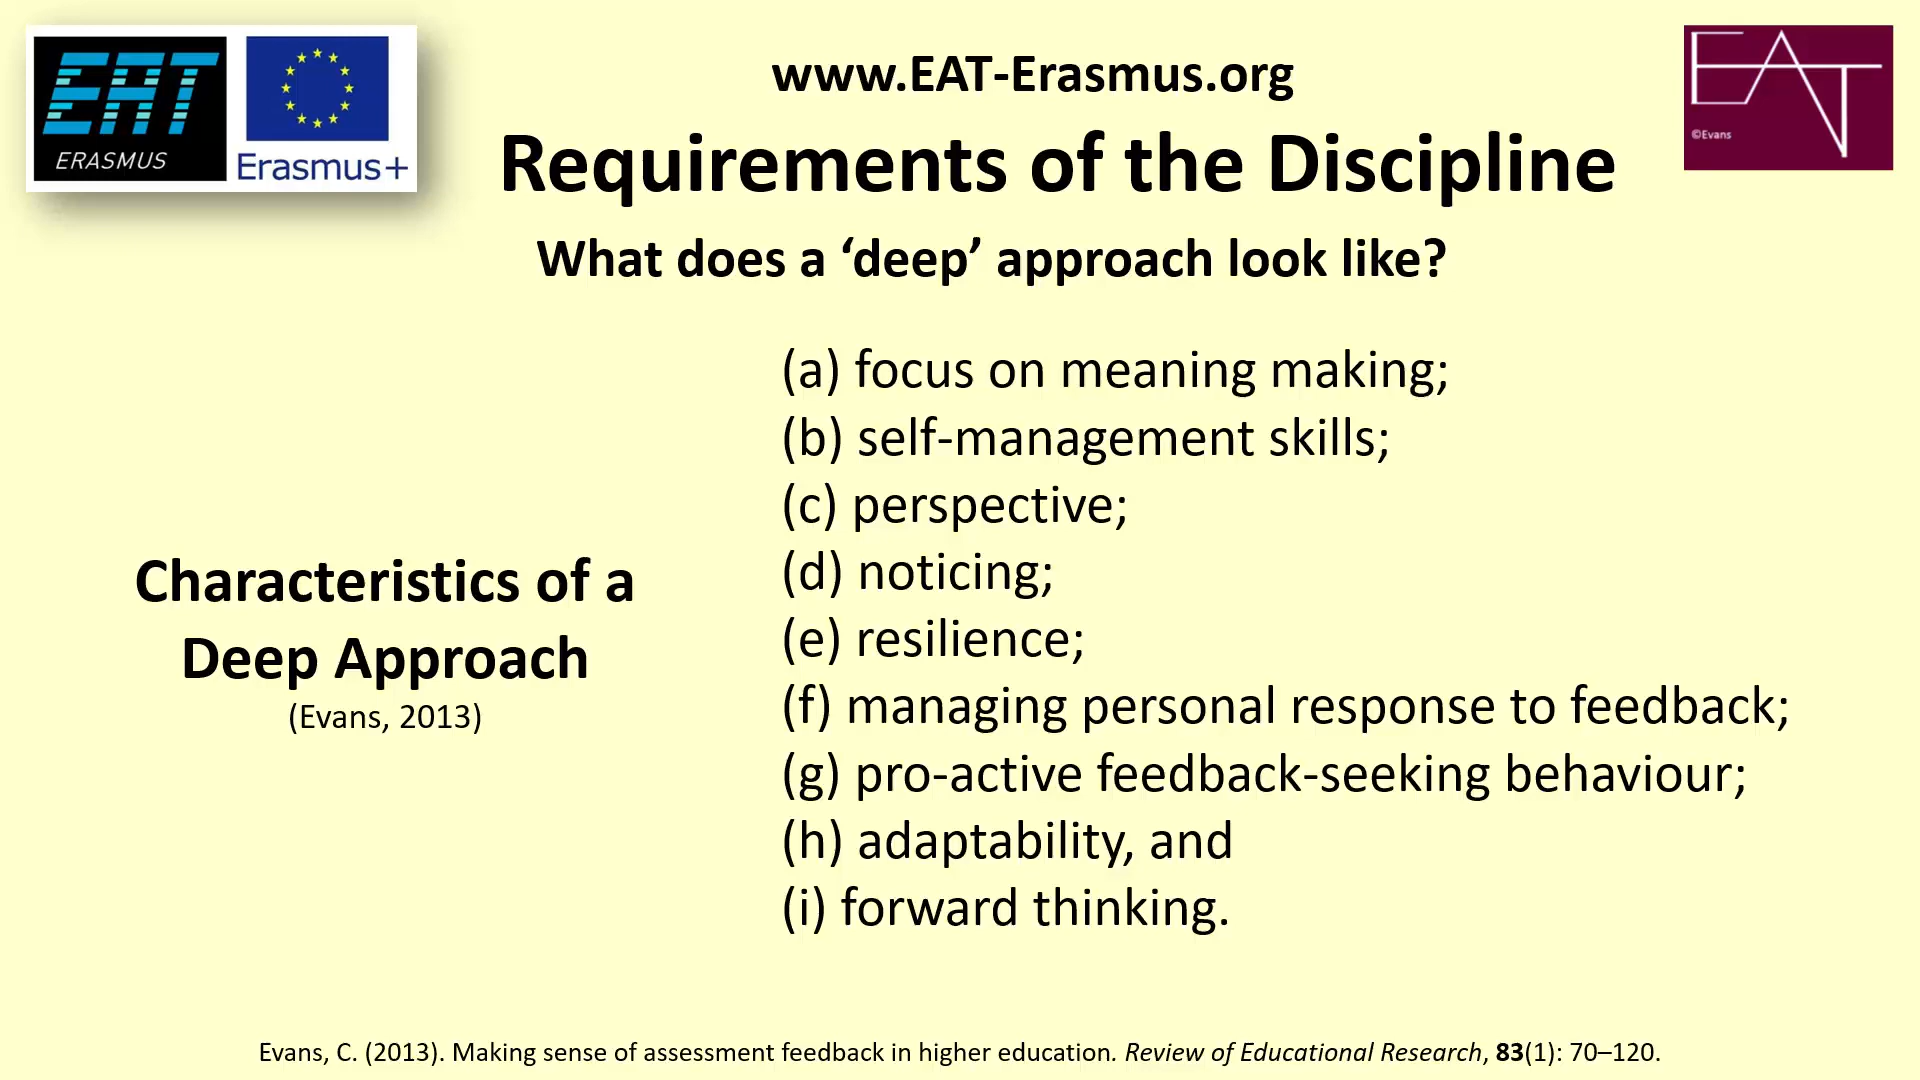 EAT
ERASMUS
Erasmus+
www.EAT-Erasmus.org
EAT
©Evans
Requirements of the Discipline
What does a ‘deep’ approach look like?
Characteristics of a
Deep Approach
(Evans, 2013)
(a) focus on meaning making;
(b) self-management skills;
(c) perspective;
(d) noticing;
(e) resilience;
(f) managing personal response to feedback;
(g) pro-active feedback-seeking behaviour;
(h) adaptability, and
(i) forward thinking.
Evans, C. (2013). Making sense of assessment feedback in higher education. Review of Educational Research, 83(1): 70–120.